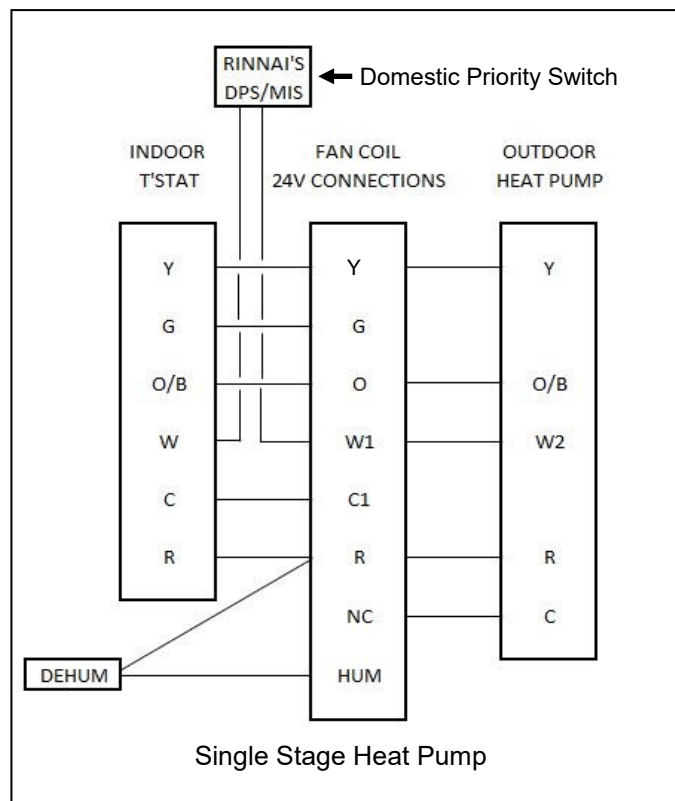 RINNAI'S
DPS/MIS
Domestic Priority Switch
INDOOR
T'STAT
FAN COIL
24V CONNECTIONS
OUTDOOR
HEAT PUMP
Y
Y
Y
G
G
O/B
O
O/B
W
W1
W2
C
C1
R
R
R
NC
C
DEHUM
HUM
Single Stage Heat Pump